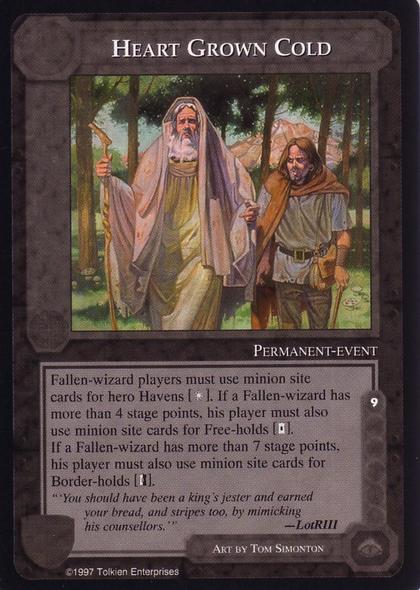 HEART GROWN COLD
PERMANENT-EVENT
Fallen-wizard players must use minion site
cards for hero Havens [ ]. If a Fallen-wizard has
more than 4 stage points, his player must also
use minion site cards for Free-holds [ ].
If a Fallen-wizard has more than 7 stage points,
his player must also use minion site cards for
Border-holds [ ].
9
"‘You should have been a king's jester and earned
your bread, and stripes too, by mimicking
his counsellors.’"
—LotRIII
ART BY TOM SIMONTON
©1997 Tolkien Enterprises